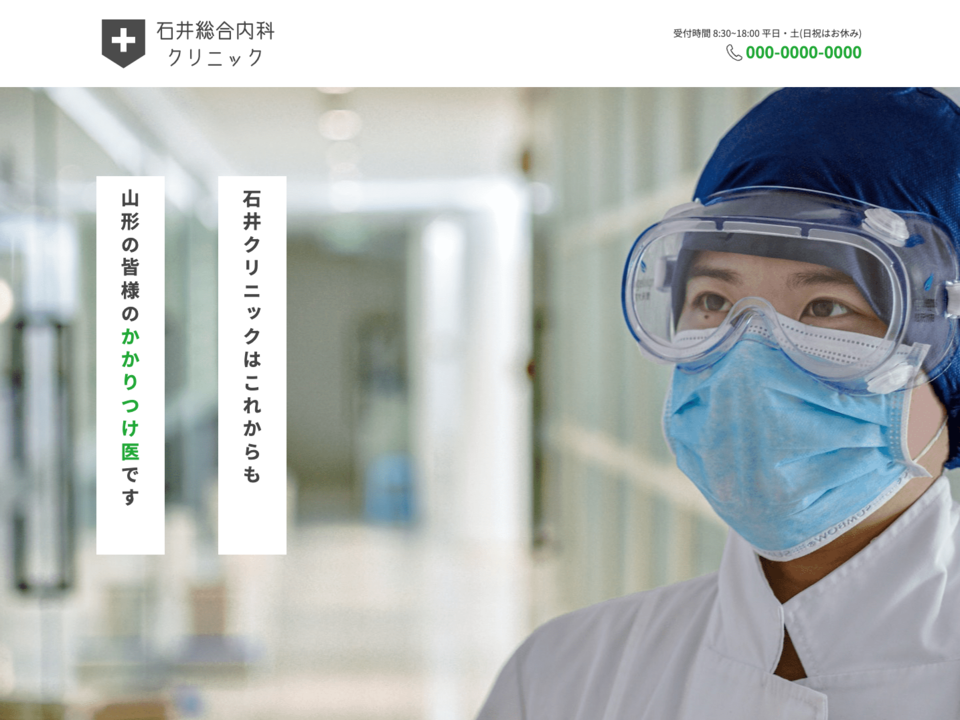 石井総合内科
クリニック
受付時間 8:30~18:00 平日・土(日祝はお休み)
000-0000-0000
石井クリニックはこれからも
山形の皆様のかかりつけ医です